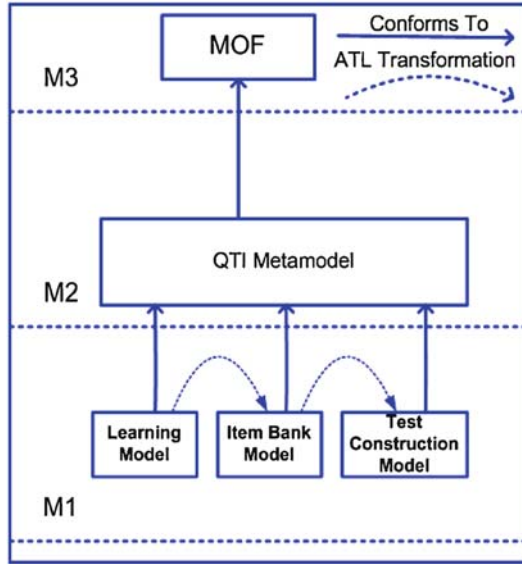 MOF
Conforms To
ATL Transformation
M3
QTI Metamodel
M2
Learning
Model
Item Bank
Model
Test
Construction
Model
M1